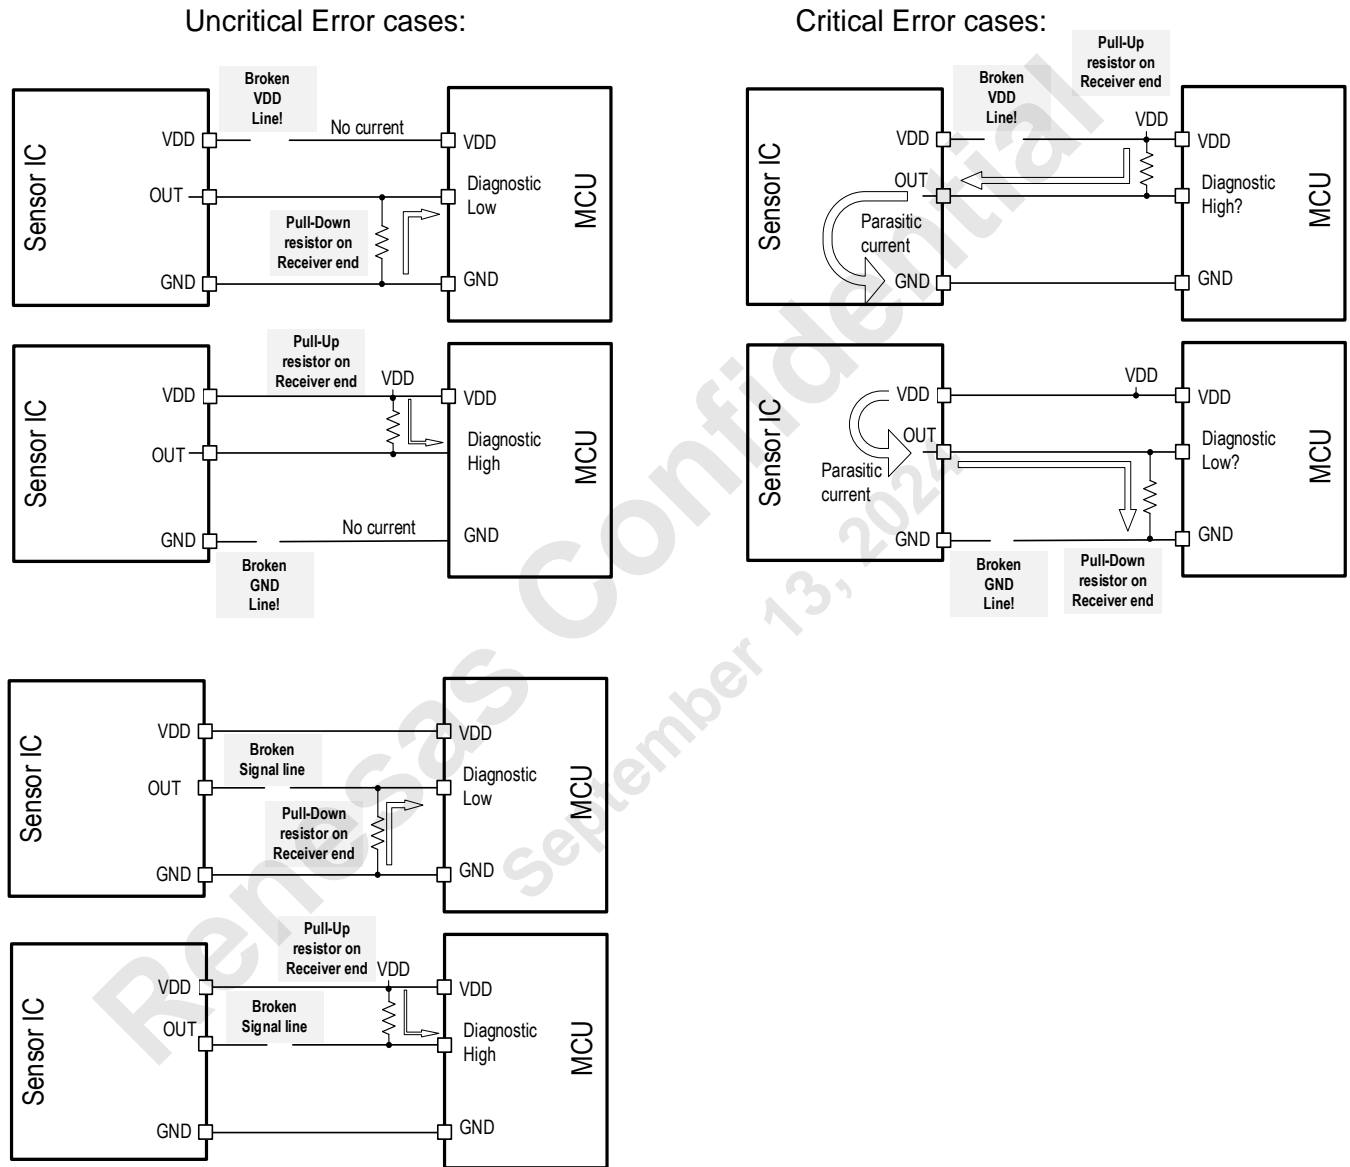 Uncritical Error cases:
Broken
VDD
Line!
No current
VDD
VDD
Sensor IC
OUT
Diagnostic
Low
MCU
Pull-Down
resistor on
Receiver end
GND
GND
Pull-Up
resistor on
Receiver end
VDD
VDD
VDD
Sensor IC
OUT
Diagnostic
High
MCU
GND
No current
GND
Broken
GND
Line!
VDD
VDD
Sensor IC
Broken
Signal line
OUT
Diagnostic
Low
MCU
Pull-Down
resistor on
Receiver end
GND
GND
Pull-Up
resistor on
Receiver end
VDD
VDD
VDD
Sensor IC
Broken
Signal line
OUT
Diagnostic
High
MCU
GND
GND
Critical Error cases:
Pull-Up
resistor on
Receiver end
Broken
VDD
Line!
VDD
VDD
VDD
Sensor IC
OUT
Diagnostic
High?
MCU
Parasitic
current
GND
GND
VDD
VDD
VDD
Sensor IC
OUT
Diagnostic
Low?
MCU
Parasitic
current
GND
GND
Broken
GND
Line!
Pull-Down
resistor on
Receiver end
Renesas Confidential
September 13, 2024